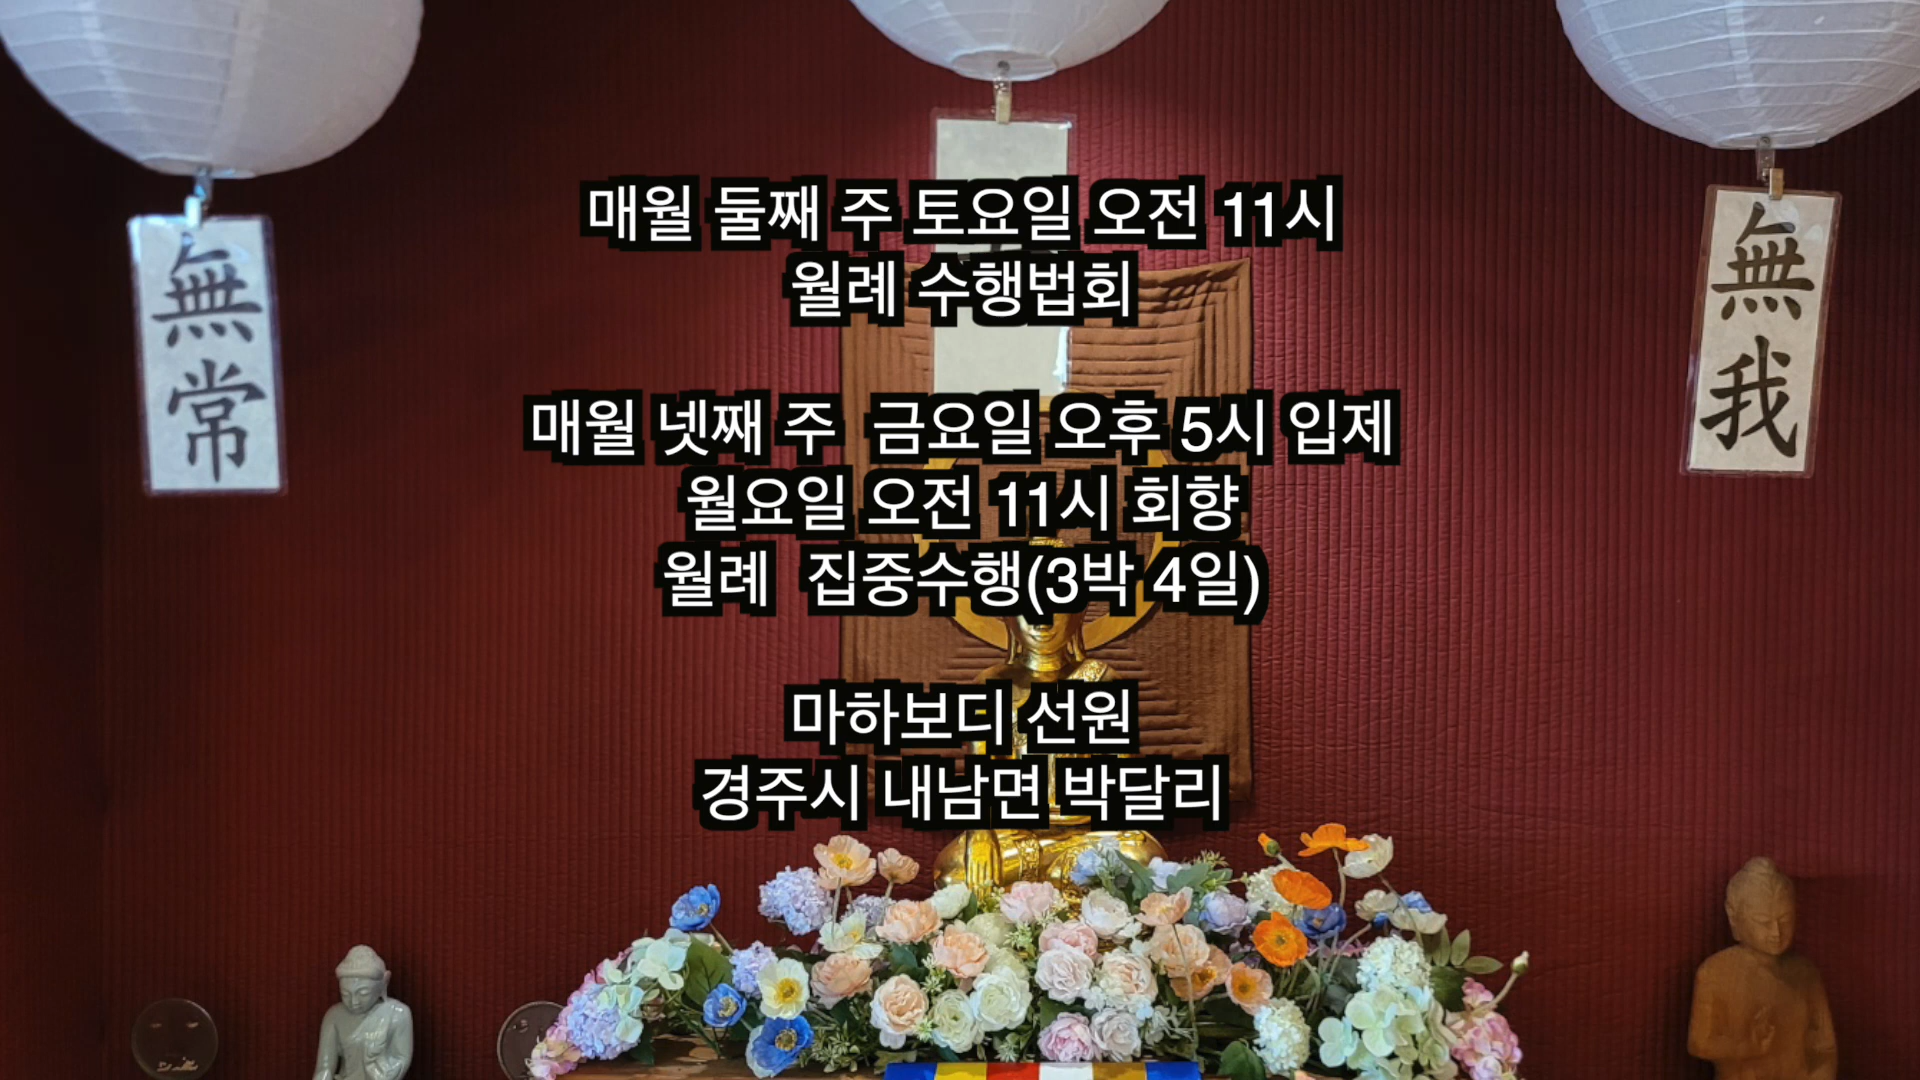 매월 둘째 주 토요일 오전 11시
월례 수행법회
매월 넷째 주 금요일 오후 5시 입제
월요일 오전 11시 회향
월례 집중수행(3박 4일)
마하보디 선원
경주시 내남면 박달리
無常
無我